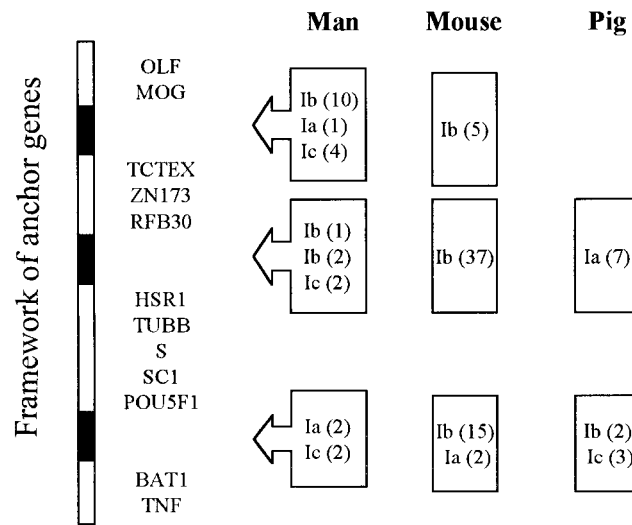 Man Mouse Pig
Framework of anchor genes
OLF
MOG
Ib (10)
Ia (1)
Ic (4)
Ib (5)
TCTEX
ZN173
RFB30
Ib (1)
Ib (2)
Ic (2)
Ib (37)
Ia (7)
HSR1
TUBB
S
SC1
POU5F1
Ia (2)
Ic (2)
Ib (15)
Ia (2)
Ib (2)
Ic (3)
BAT1
TNF